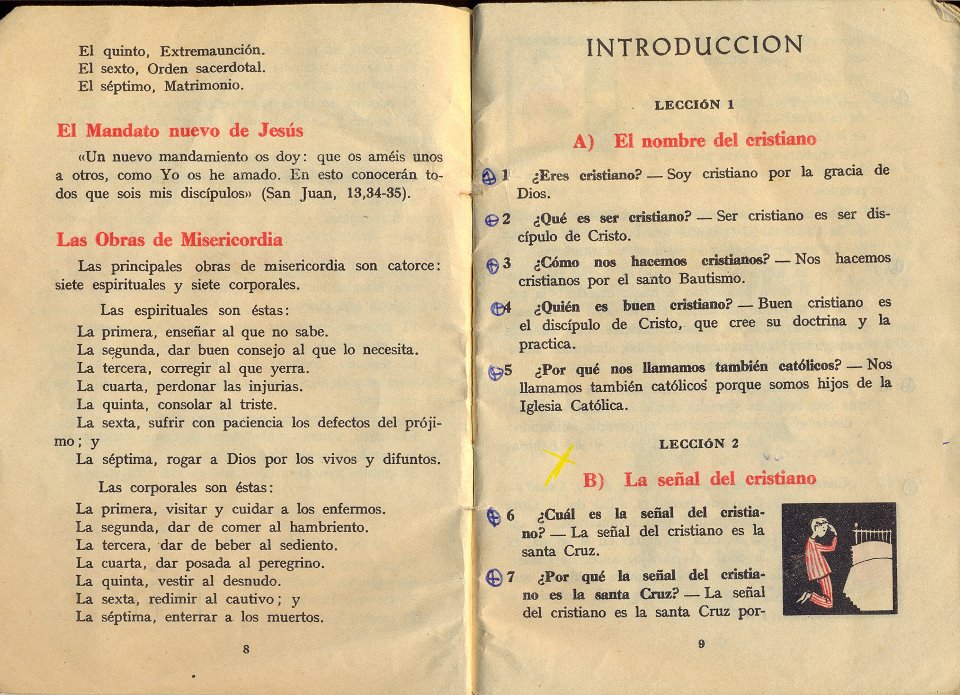 El quinto, Extremaunción.
El sexto, Orden sacerdotal.
El séptimo, Matrimonio.
El Mandato nuevo de Jesús
«Un nuevo mandamiento os doy: que os améis unos
a otros, como Yo os he amado. En esto conocerán to-
dos que sois mis discípulos» (San Juan, 13,34-35).
Las Obras de Misericordia
Las principales obras de misericordia son catorce:
siete espirituales y siete corporales.
Las espirituales son éstas:
La primera, enseñar al que no sabe.
La segunda, dar buen consejo al que lo necesita.
La tercera, corregir al que yerra.
La cuarta, perdonar las injurias.
La quinta, consolar al triste.
La sexta, sufrir con paciencia los defectos del próji-
mo; y
La séptima, rogar a Dios por los vivos y difuntos.
Las corporales son éstas:
La primera, visitar y cuidar a los enfermos.
La segunda, dar de comer al hambriento.
La tercera, dar de beber al sediento.
La cuarta, dar posada al peregrino.
La quinta, vestir al desnudo.
La sexta, redimir al cautivo; y
La séptima, enterrar a los muertos.
8
INTRODUCCION
LECCIÓN 1
A) El nombre del cristiano
1 ¿Eres cristiano? — Soy cristiano por la gracia de
Dios.
2 ¿Qué es ser cristiano? — Ser cristiano es ser dis-
cípulo de Cristo.
3 ¿Cómo nos hacemos cristianos? — Nos hacemos
cristianos por el santo Bautismo.
4 ¿Quién es buen cristiano? — Buen cristiano es
el discípulo de Cristo, que cree su doctrina y la
practica.
5 ¿Por qué nos llamamos también católicos? — Nos
llamamos también católicos porque somos hijos de la
Iglesia Católica.
LECCIÓN 2
B) La señal del cristiano
6 ¿Cuál es la señal del cristia-
no? — La señal del cristiano es la
santa Cruz.
7 ¿Por qué la señal del cristia-
no es la santa Cruz? — La señal
del cristiano es la santa Cruz por-
9